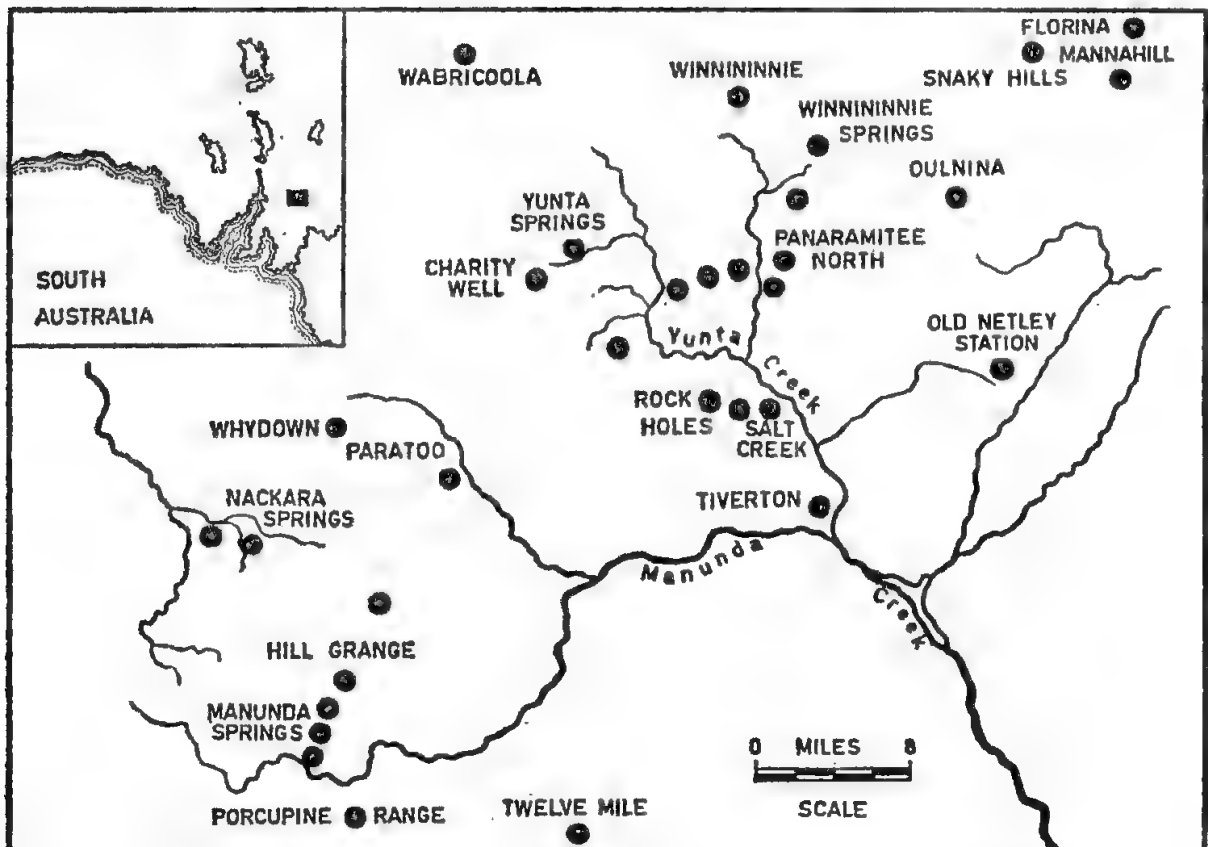 FLORINA
WABRICOOLA
WINNININNIE
SNAKY HILLS
MANNAHILL
WINNININNIE
SPRINGS
OULNINA
YUNTA
SPRINGS
PANARAMITEE
NORTH
CHARITY
WELL
SOUTH
AUSTRALIA
Yunta Creek
OLD NETLEY
STATION
ROCK
HOLES
SALT
CREEK
WHYDOWN
PARATOO
NACKARA
SPRINGS
TIVERTON
Manunda Creek
HILL GRANGE
MANUNDA
SPRINGS
0 MILES 8
SCALE
PORCUPINE RANGE
TWELVE MILE